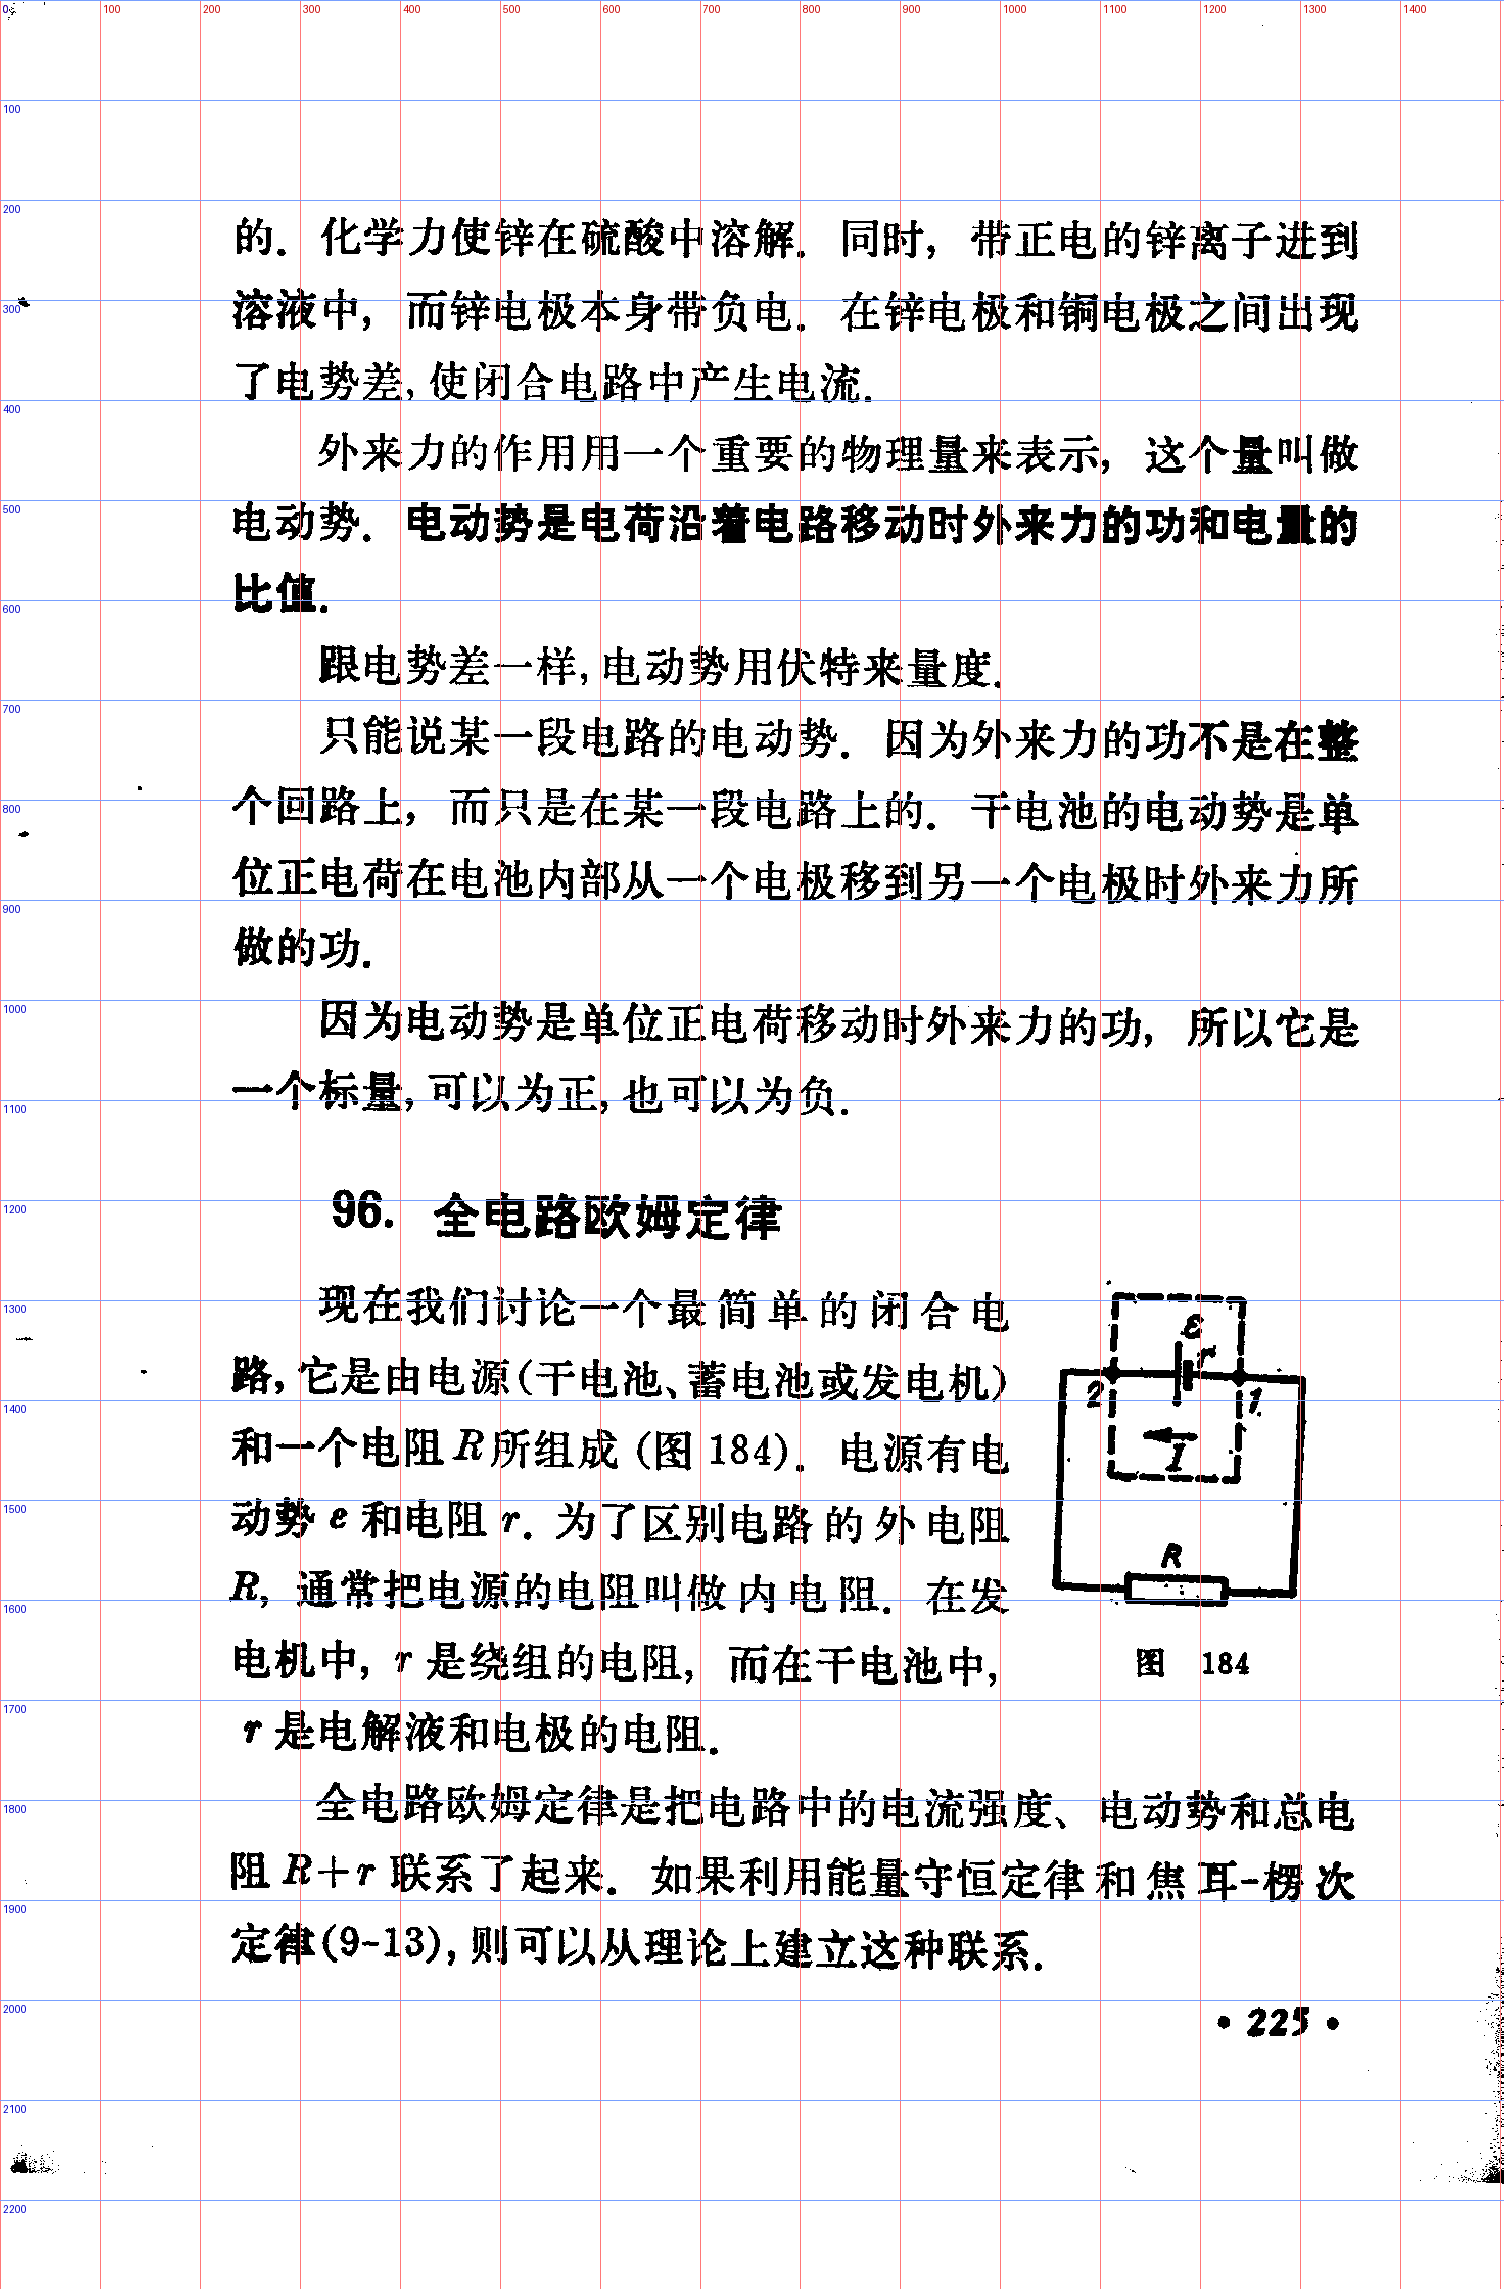 的．化学力使锌在硫酸中溶解．同时，带正电的锌离子进到
溶液中，而锌电极本身带负电．在锌电极和铜电极之间出现
了电势差,使闭合电路中产生电流．
外来力的作用用一个重要的物理量来表示，这个量叫做
电动势．电动势是电荷沿着电路移动时外来力的功和电量的
比值．
跟电势差一样,电动势用伏特来量度．
只能说某一段电路的电动势．因为外来力的功不是在整
个回路上，而只是在某一段电路上的．干电池的电动势是单
位正电荷在电池内部从一个电极移到另一个电极时外来力所
做的功．
因为电动势是单位正电荷移动时外来力的功，所以它是
一个标量,可以为正,也可以为负．
96. 全电路欧姆定律
现在我们讨论一个最简单的闭合电
路,它是由电源(干电池、蓄电池或发电机)
和一个电阻R所组成 (图 184)．电源有电
动势 ε 和电阻 r．为了区别电路的外电阻
R，通常把电源的电阻叫做内电阻．在发
电机中，r 是绕组的电阻，而在干电池中，
r 是电解液和电极的电阻．
ε
r
2
1
I
R
图 184
全电路欧姆定律是把电路中的电流强度、电动势和总电
阻 R+r 联系了起来．如果利用能量守恒定律和焦耳-楞次
定律(9-13),则可以从理论上建立这种联系．
• 225 •